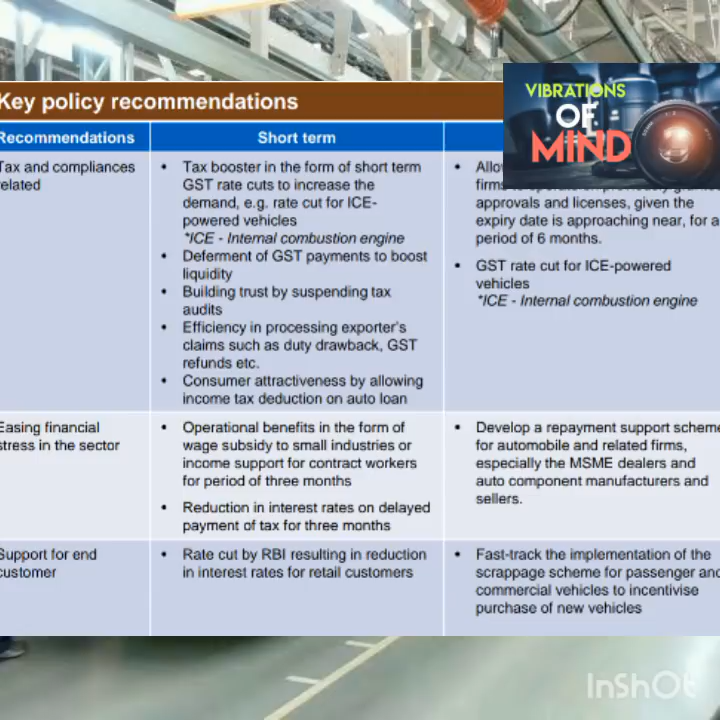 VIBRATIONS
OF
MIND
Key policy recommendations
Recommendations
Short term
Tax and compliances
related
• Tax booster in the form of short term
GST rate cuts to increase the
demand, e.g. rate cut for ICE-
powered vehicles
*ICE - Internal combustion engine
• Deferment of GST payments to boost
liquidity
• Building trust by suspending tax
audits
• Efficiency in processing exporter's
claims such as duty drawback, GST
refunds etc.
• Consumer attractiveness by allowing
income tax deduction on auto loan
approvals and licenses, given the
expiry date is approaching near, for a
period of 6 months.
• GST rate cut for ICE-powered
vehicles
*ICE - Internal combustion engine
Easing financial
stress in the sector
• Operational benefits in the form of
wage subsidy to small industries or
income support for contract workers
for period of three months
• Reduction in interest rates on delayed
payment of tax for three months
• Develop a repayment support scheme
for automobile and related firms,
especially the MSME dealers and
auto component manufacturers and
sellers.
Support for end
customer
• Rate cut by RBI resulting in reduction
in interest rates for retail customers
• Fast-track the implementation of the
scrappage scheme for passenger and
commercial vehicles to incentivise
purchase of new vehicles
InShOt